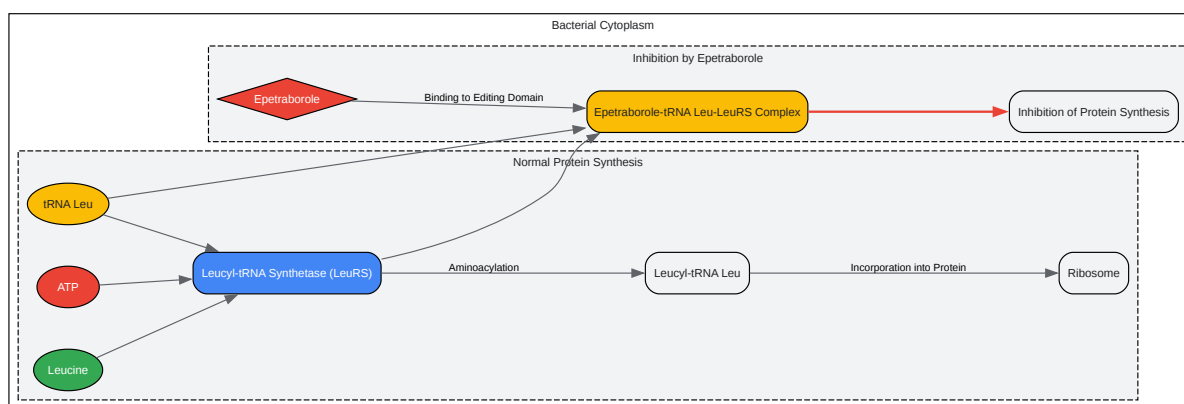 Bacterial Cytoplasm
Inhibition by Epetraborole
Epetraborole
Binding to Editing Domain
Epetraborole-tRNA Leu-LeuRS Complex
Inhibition of Protein Synthesis
Normal Protein Synthesis
tRNA Leu
ATP
Leucine
Leucyl-tRNA Synthetase (LeuRS)
Aminoacylation
Leucyl-tRNA Leu
Incorporation into Protein
Ribosome